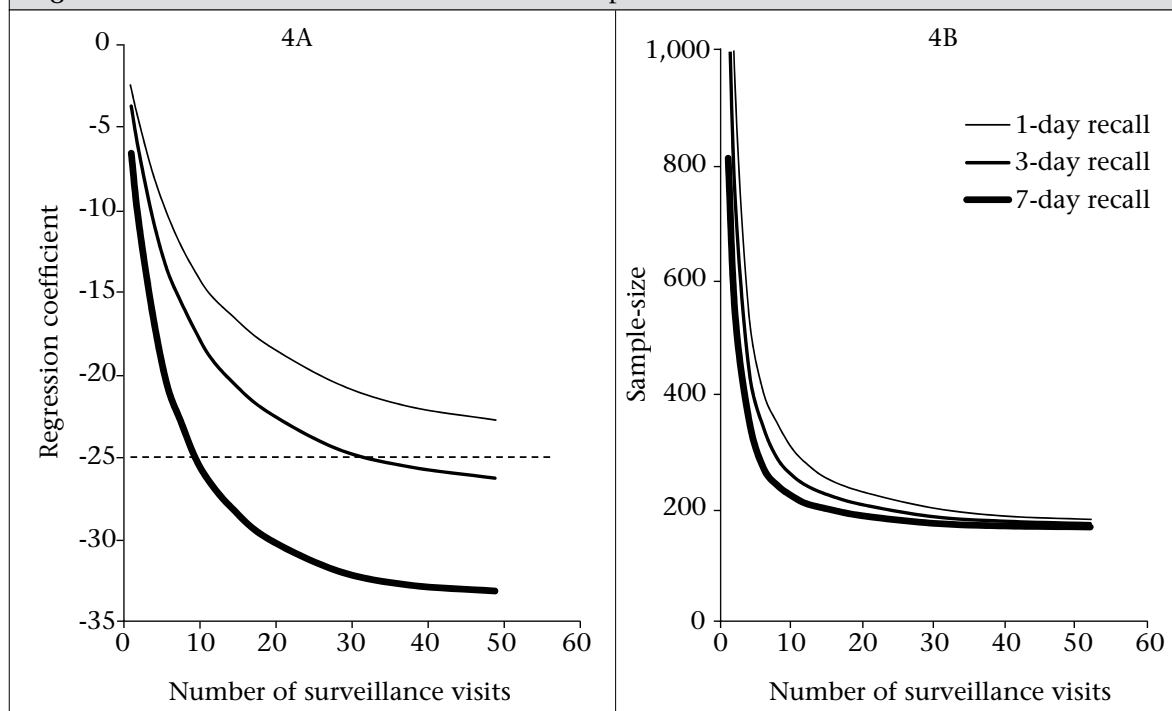 4A
0
-5
-10
-15
-20
-25
-30
-35
Regression coefficient
0 10 20 30 40 50 60
Number of surveillance visits
4B
1,000
800
600
400
200
0
Sample-size
1-day recall
3-day recall
7-day recall
0 10 20 30 40 50 60
Number of surveillance visits